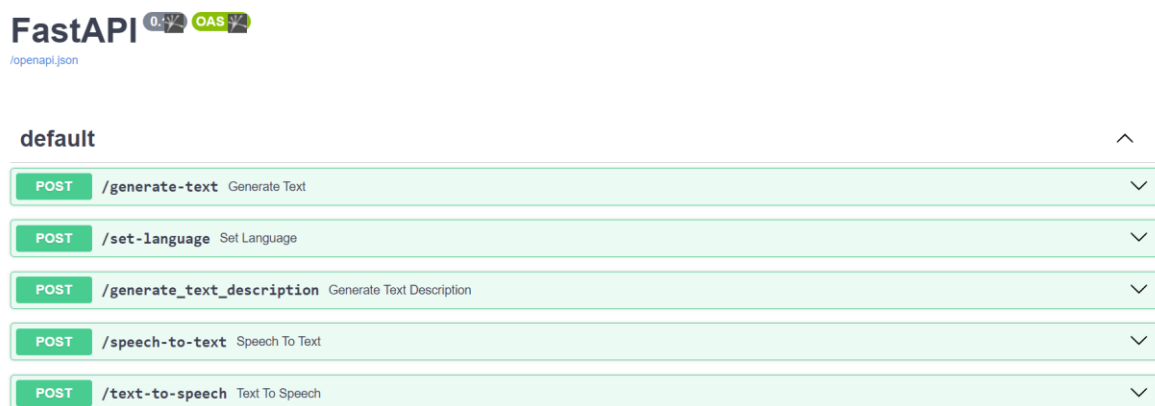 FastAPI OAS
/openapi.json
default
POST /generate-text Generate Text
POST /set-language Set Language
POST /generate_text_description Generate Text Description
POST /speech-to-text Speech To Text
POST /text-to-speech Text To Speech